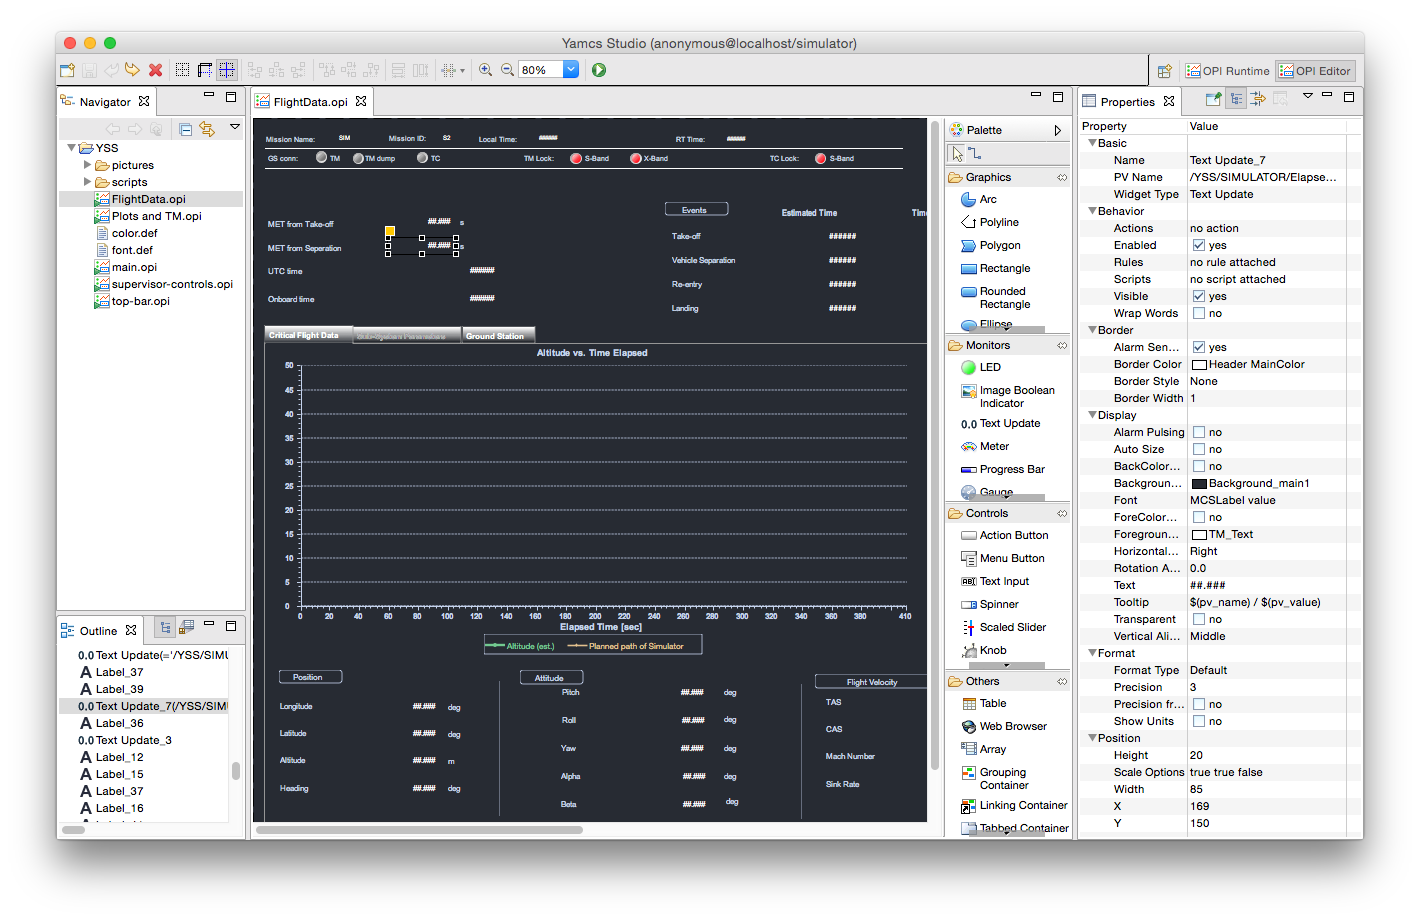 Yamcs Studio (anonymous@localhost/simulator)
80%
OPI Runtime
OPI Editor
Navigator
YSS
pictures
scripts
FlightData.opi
Plots and TM.opi
color.def
font.def
main.opi
supervisor-controls.opi
top-bar.opi
Outline
0.0 Text Update(='/YSS/SIMU
A Label_37
A Label_39
0.0 Text Update_7(/YSS/SIMU
A Label_36
0.0 Text Update_3
A Label_12
A Label_15
A Label_37
A Label_16
FlightData.opi
Mission Name: SIM Mission ID: S2 Local Time: ###### RT Time: ######
GS conn: TM TM dump TC TM Lock: S-Band X-Band TC Lock: S-Band
Events Estimated Time Time
MET from Take-off ##.### s
Take-off ######
MET from Seperation ##.### s
Vehicle Separation ######
UTC time ######
Re-entry ######
Onboard time ######
Landing ######
Critical Flight Data Sub-System Parameters Ground Station
Altitude vs. Time Elapsed
50
45
40
35
30
25
20
15
10
5
0
0 20 40 60 80 100 120 140 160 180 200 220 240 260 280 300 320 340 360 380 410
Elapsed Time [sec]
Altitude (est.) Planned path of Simulator
Position
Longitude ##.### deg
Latitude ##.### deg
Altitude ##.### m
Heading ##.### deg
Attitude
Pitch ##.### deg
Roll ##.### deg
Yaw ##.### deg
Alpha ##.### deg
Beta ##.### deg
Flight Velocity
TAS
CAS
Mach Number
Sink Rate
Palette
Graphics
Arc
Polyline
Polygon
Rectangle
Rounded
Rectangle
Ellipse
Monitors
LED
Image Boolean
Indicator
0.0 Text Update
Meter
Progress Bar
Gauge
Controls
Action Button
Menu Button
Text Input
Spinner
Scaled Slider
Knob
Others
Table
Web Browser
Array
Grouping
Container
Linking Container
Tabbed Container
Properties
Property Value
Basic
Name Text Update_7
PV Name /YSS/SIMULATOR/Elapse...
Widget Type Text Update
Behavior
Actions no action
Enabled yes
Rules no rule attached
Scripts no script attached
Visible yes
Wrap Words no
Border
Alarm Sen... yes
Border Color Header MainColor
Border Style None
Border Width 1
Display
Alarm Pulsing no
Auto Size no
BackColor... no
Backgroun... Background_main1
Font MCSLabel value
ForeColor... no
Foregroun... TM_Text
Horizontal... Right
Rotation A... 0.0
Text ##.###
Tooltip $(pv_name) / $(pv_value)
Transparent no
Vertical Ali... Middle
Format
Format Type Default
Precision 3
Precision fr... no
Show Units no
Position
Height 20
Scale Options true true false
Width 85
X 169
Y 150